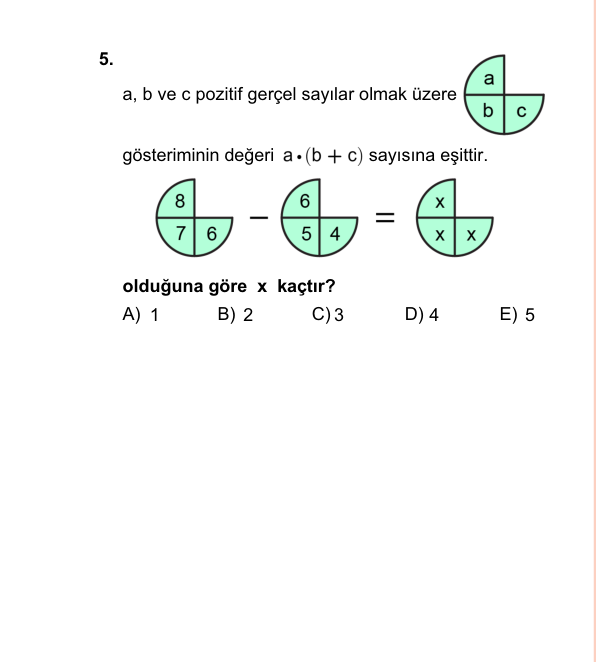 5.
a, b ve c pozitif gerçel sayılar olmak üzere
a
b c
gösteriminin değeri a • (b + c) sayısına eşittir.
8 6 x
7 6 − 5 4 = x x
olduğuna göre x kaçtır?
A) 1 B) 2 C) 3 D) 4 E) 5